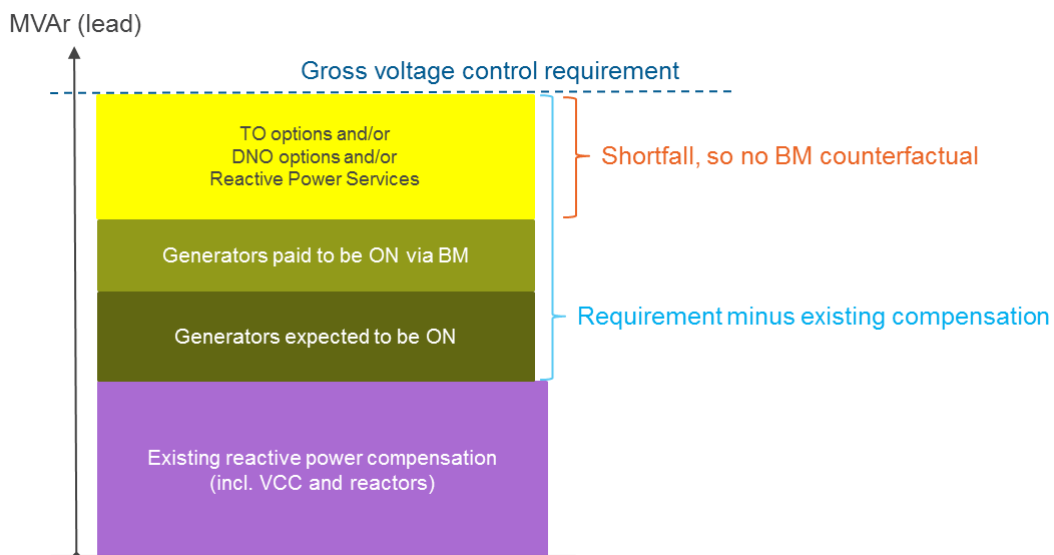 MVAr (lead)
Gross voltage control requirement
TO options and/or
DNO options and/or
Reactive Power Services
Shortfall, so no BM counterfactual
Generators paid to be ON via BM
Requirement minus existing compensation
Generators expected to be ON
Existing reactive power compensation
(incl. VCC and reactors)